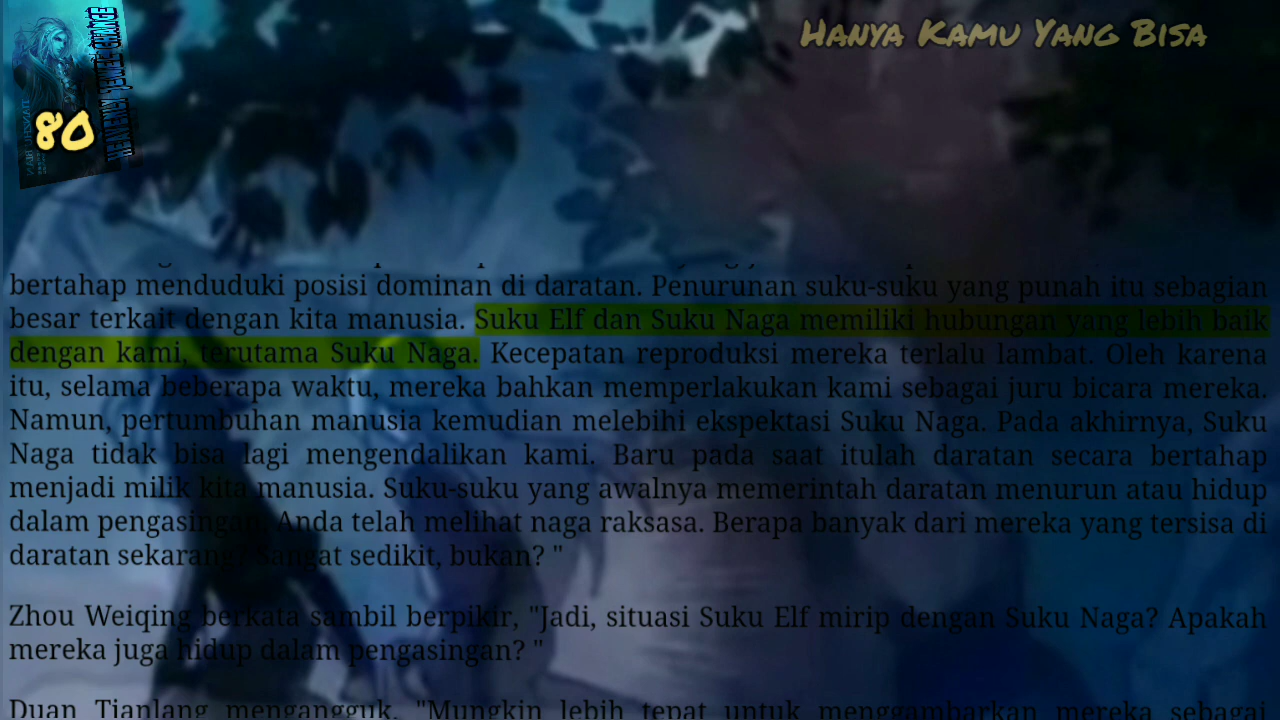 Hanya Kamu Yang Bisa
HEAVENLY JEWEL CHANGE
80
bertahap menduduki posisi dominan di daratan. Penurunan suku-suku yang punah itu sebagian
besar terkait dengan kita manusia. Suku Elf dan Suku Naga memiliki hubungan yang lebih baik
dengan kami, terutama Suku Naga. Kecepatan reproduksi mereka terlalu lambat. Oleh karena
itu, selama beberapa waktu, mereka bahkan memperlakukan kami sebagai juru bicara mereka.
Namun, pertumbuhan manusia kemudian melebihi ekspektasi Suku Naga. Pada akhirnya, Suku
Naga tidak bisa lagi mengendalikan kami. Baru pada saat itulah daratan secara bertahap
menjadi milik kita manusia. Suku-suku yang awalnya memerintah daratan menurun atau hidup
dalam pengasingan. Anda telah melihat naga raksasa. Berapa banyak dari mereka yang tersisa di
daratan sekarang? Sangat sedikit, bukan? "
Zhou Weiqing berkata sambil berpikir, "Jadi, situasi Suku Elf mirip dengan Suku Naga? Apakah
mereka juga hidup dalam pengasingan? "
Duan Tianlang mengangguk. "Mungkin lebih tepat untuk menggambarkan mereka sebagai